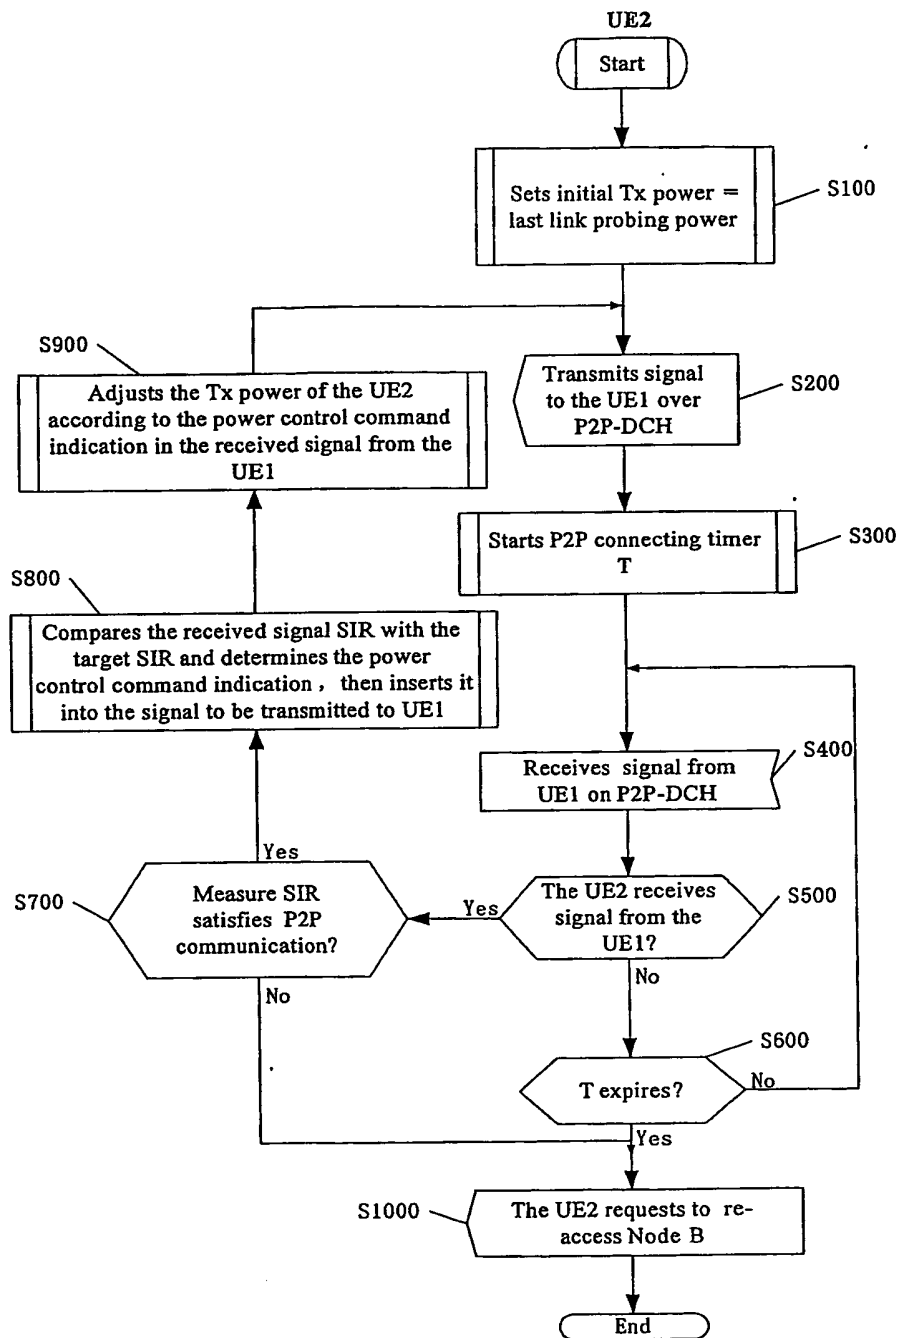 UE2
Start
Sets initial Tx power =
last link probing power
S100
S900
Adjusts the Tx power of the UE2
according to the power control command
indication in the received signal from the
UE1
Transmits signal
to the UE1 over
P2P-DCH
S200
Starts P2P connecting timer
T
S300
S800
Compares the received signal SIR with the
target SIR and determines the power
control command indication , then inserts it
into the signal to be transmitted to UE1
Receives signal from
UE1 on P2P-DCH
S400
Yes
S700
Measure SIR
satisfies P2P
communication?
Yes
The UE2 receives
signal from the
UE1?
S500
No
No
S600
T expires?
No
Yes
S1000
The UE2 requests to re-
access Node B
End